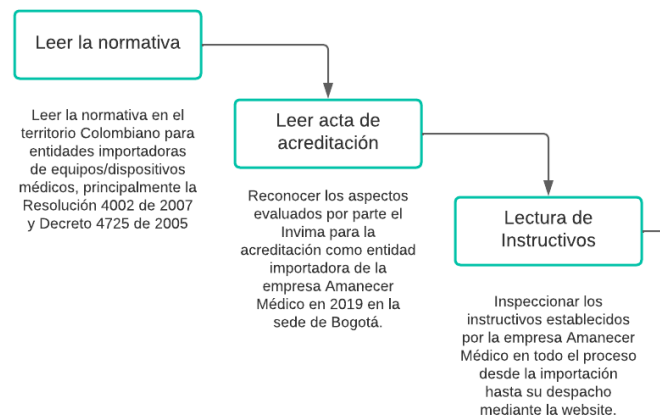 Leer la normativa
Leer la normativa en el
territorio Colombiano para
entidades importadoras
de equipos/dispositivos
médicos, principalmente la
Resolución 4002 de 2007
y Decreto 4725 de 2005
Leer acta de
acreditación
Reconocer los aspectos
evaluados por parte el
Invima para la
acreditación como entidad
importadora de la
empresa Amanecer
Médico en 2019 en la
sede de Bogotá.
Lectura de
Instructivos
Inspeccionar los
instructivos establecidos
por la empresa Amanecer
Médico en todo el proceso
desde la importación
hasta su despacho
mediante la website.